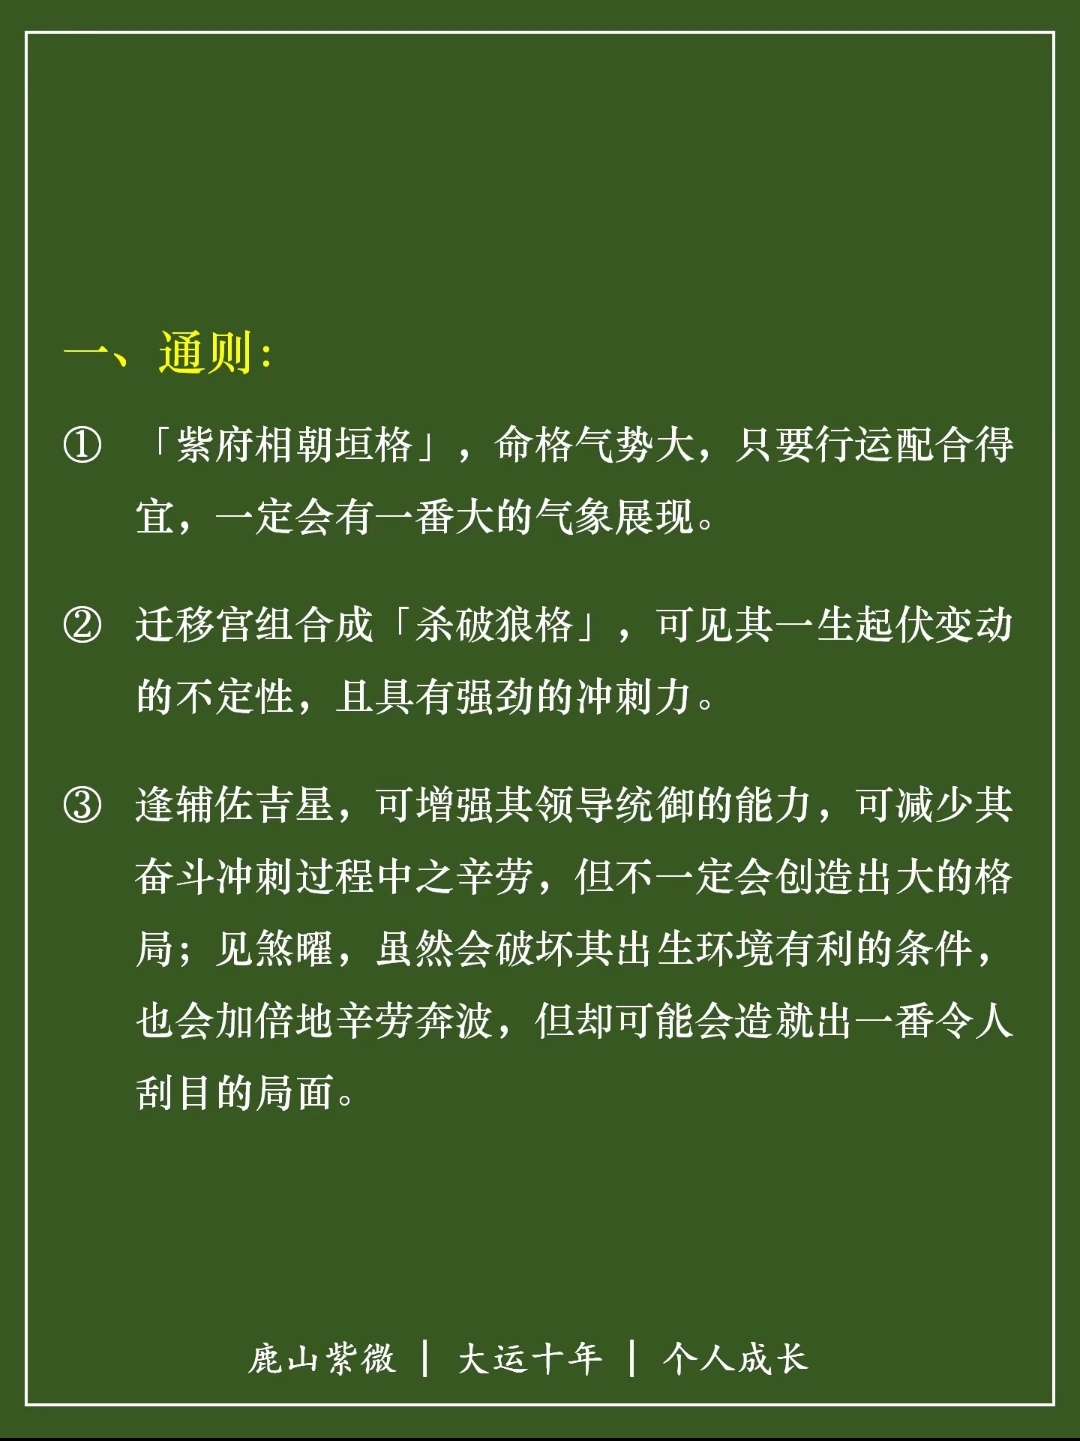 一、通则：
① 「紫府相朝垣格」，命格气势大，只要行运配合得
宜，一定会有一番大的气象展现。
② 迁移宫组合成「杀破狼格」，可见其一生起伏变动
的不定性，且具有强劲的冲刺力。
③ 逢辅佐吉星，可增强其领导统御的能力，可减少其
奋斗冲刺过程中之辛劳，但不一定会创造出大的格
局；见煞曜，虽然会破坏其出生环境有利的条件，
也会加倍地辛劳奔波，但却可能会造就出一番令人
刮目的局面。
鹿山紫微 | 大运十年 | 个人成长